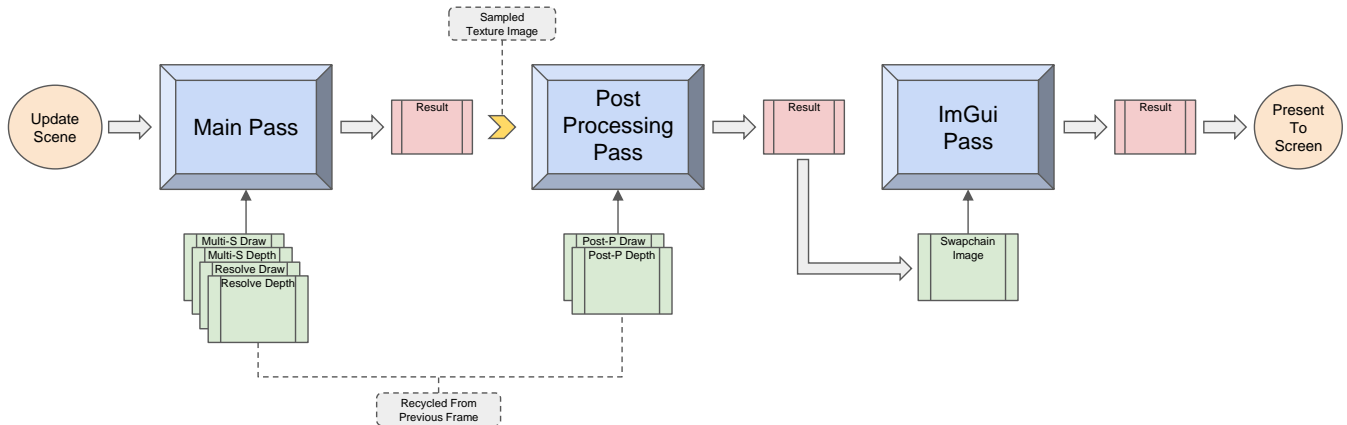 Sampled
Texture Image
Update
Scene
Main Pass
Result
Post
Processing
Pass
Result
ImGui
Pass
Result
Present
To
Screen
Multi-S Draw
Multi-S Depth
Resolve Draw
Resolve Depth
Post-P Draw
Post-P Depth
Swapchain
Image
Recycled From
Previous Frame